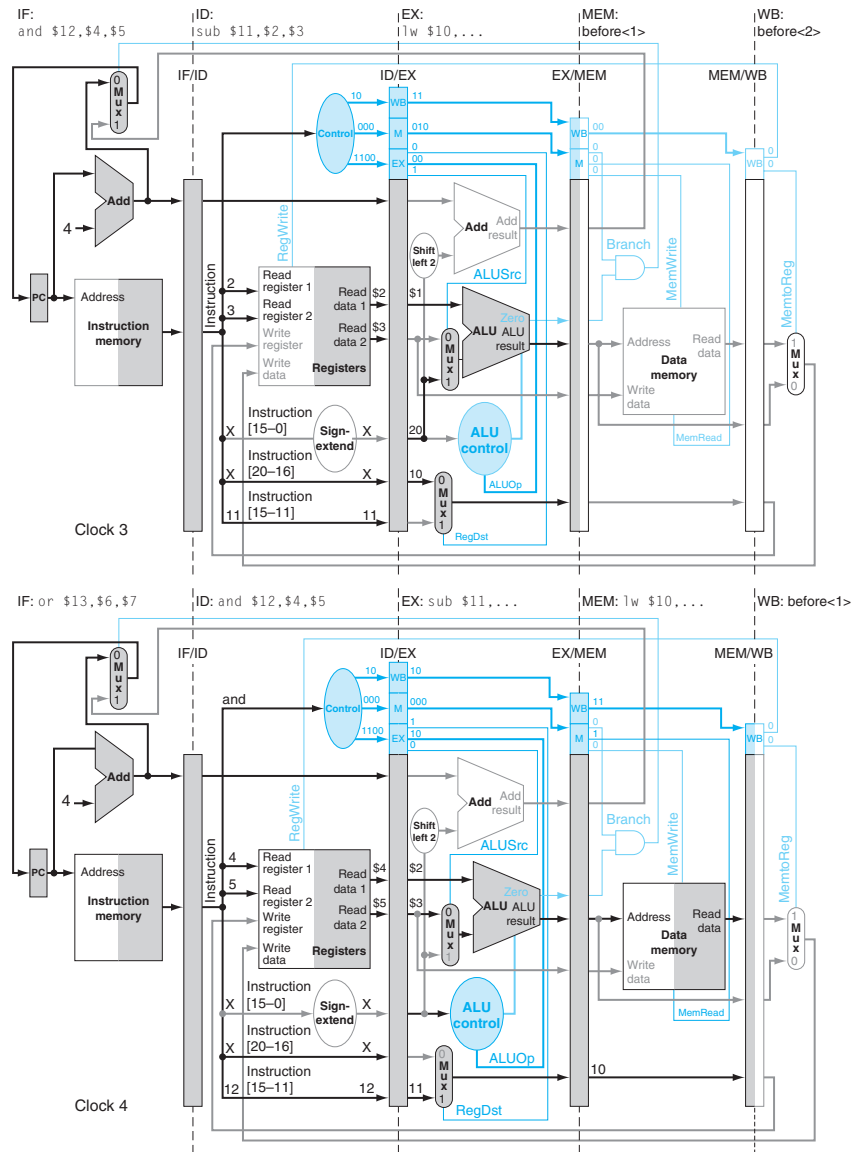 IF:
and $12,$4,$5
ID:
sub $11,$2,$3
EX:
lw $10,...
MEM:
before<1>
WB:
before<2>
IF/ID
ID/EX
EX/MEM
MEM/WB
0
M
u
x
1
Add
4
PC
Address
Instruction
memory
Instruction
RegWrite
Control
10
000
1100
WB
M
EX
11
010
0
00
1
WB
M
00
0
0
0
WB
0
0
2
3
Read
register 1
Read
register 2
Write
register
Write
data
Read
data 1
Read
data 2
Registers
$2
$3
$1
Shift
left 2
Add
Add
result
ALUSrc
Zero
ALU
ALU
result
0
M
u
x
1
Branch
MemWrite
Address
Read
data
Data
memory
Write
data
MemRead
MemtoReg
1
M
u
x
0
X
Instruction
[15–0]
Sign-
extend
X
20
ALU
control
ALUOp
X
Instruction
[20–16]
X
10
11
Instruction
[15–11]
11
0
M
u
x
1
RegDst
Clock 3
IF: or $13,$6,$7
ID: and $12,$4,$5
EX: sub $11,...
MEM: lw $10,...
WB: before<1>
IF/ID
ID/EX
EX/MEM
MEM/WB
0
M
u
x
1
Add
4
PC
Address
Instruction
memory
Instruction
and
RegWrite
Control
10
000
1100
WB
M
EX
10
000
1
10
0
WB
M
11
0
1
0
WB
0
0
4
5
Read
register 1
Read
register 2
Write
register
Write
data
Read
data 1
Read
data 2
Registers
$4
$5
$2
$3
Shift
left 2
Add
Add
result
ALUSrc
Zero
ALU
ALU
result
0
M
u
x
1
Branch
MemWrite
Address
Read
data
Data
memory
Write
data
MemRead
MemtoReg
1
M
u
x
0
X
Instruction
[15–0]
Sign-
extend
X
ALU
control
ALUOp
X
Instruction
[20–16]
X
12
Instruction
[15–11]
12
11
0
M
u
x
1
RegDst
10
Clock 4